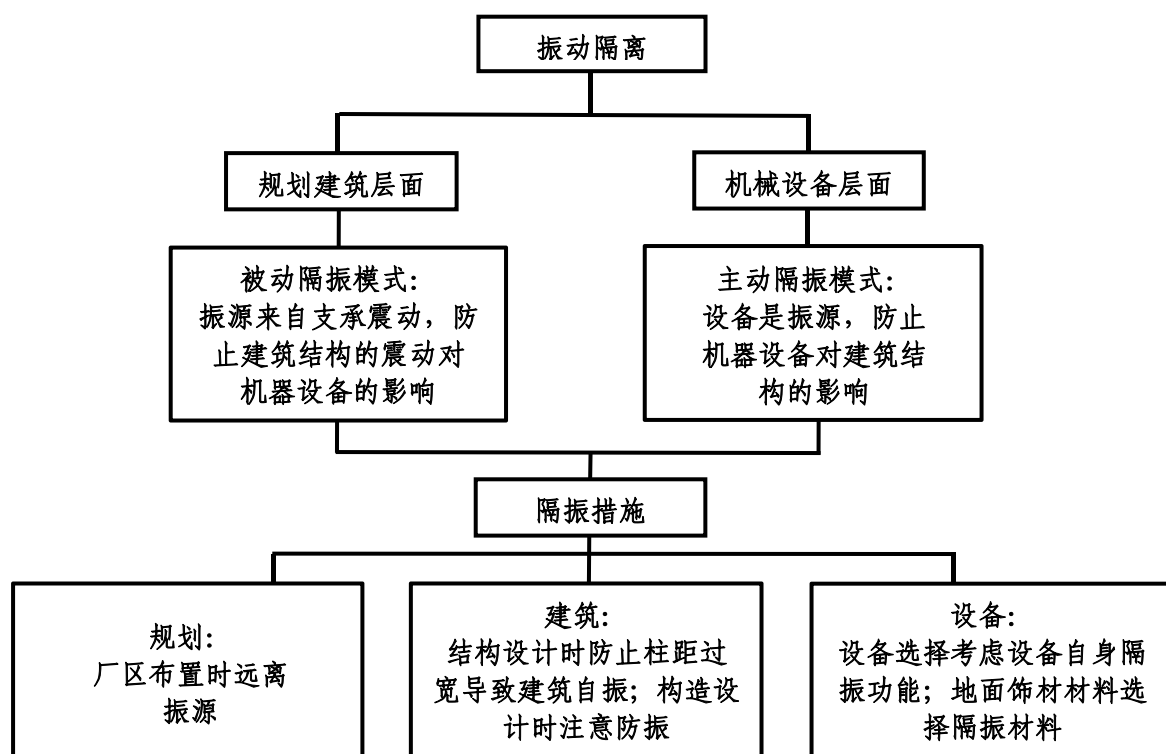 振动隔离
规划建筑层面
机械设备层面
被动隔振模式：
振源来自支承震动，防
止建筑结构的震动对
机器设备的影响
主动隔振模式：
设备是振源，防止
机器设备对建筑结
构的影响
隔振措施
规划：
厂区布置时远离
振源
建筑：
结构设计时防止柱距过
宽导致建筑自振；构造设
计时注意防振
设备：
设备选择考虑设备自身隔
振功能；地面饰材材料选
择隔振材料